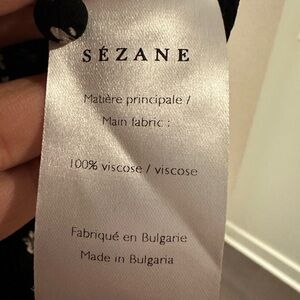 SÉZANE
Matière principale /
Main fabric :
100% viscose / viscose
Fabriqué en Bulgarie
Made in Bulgaria